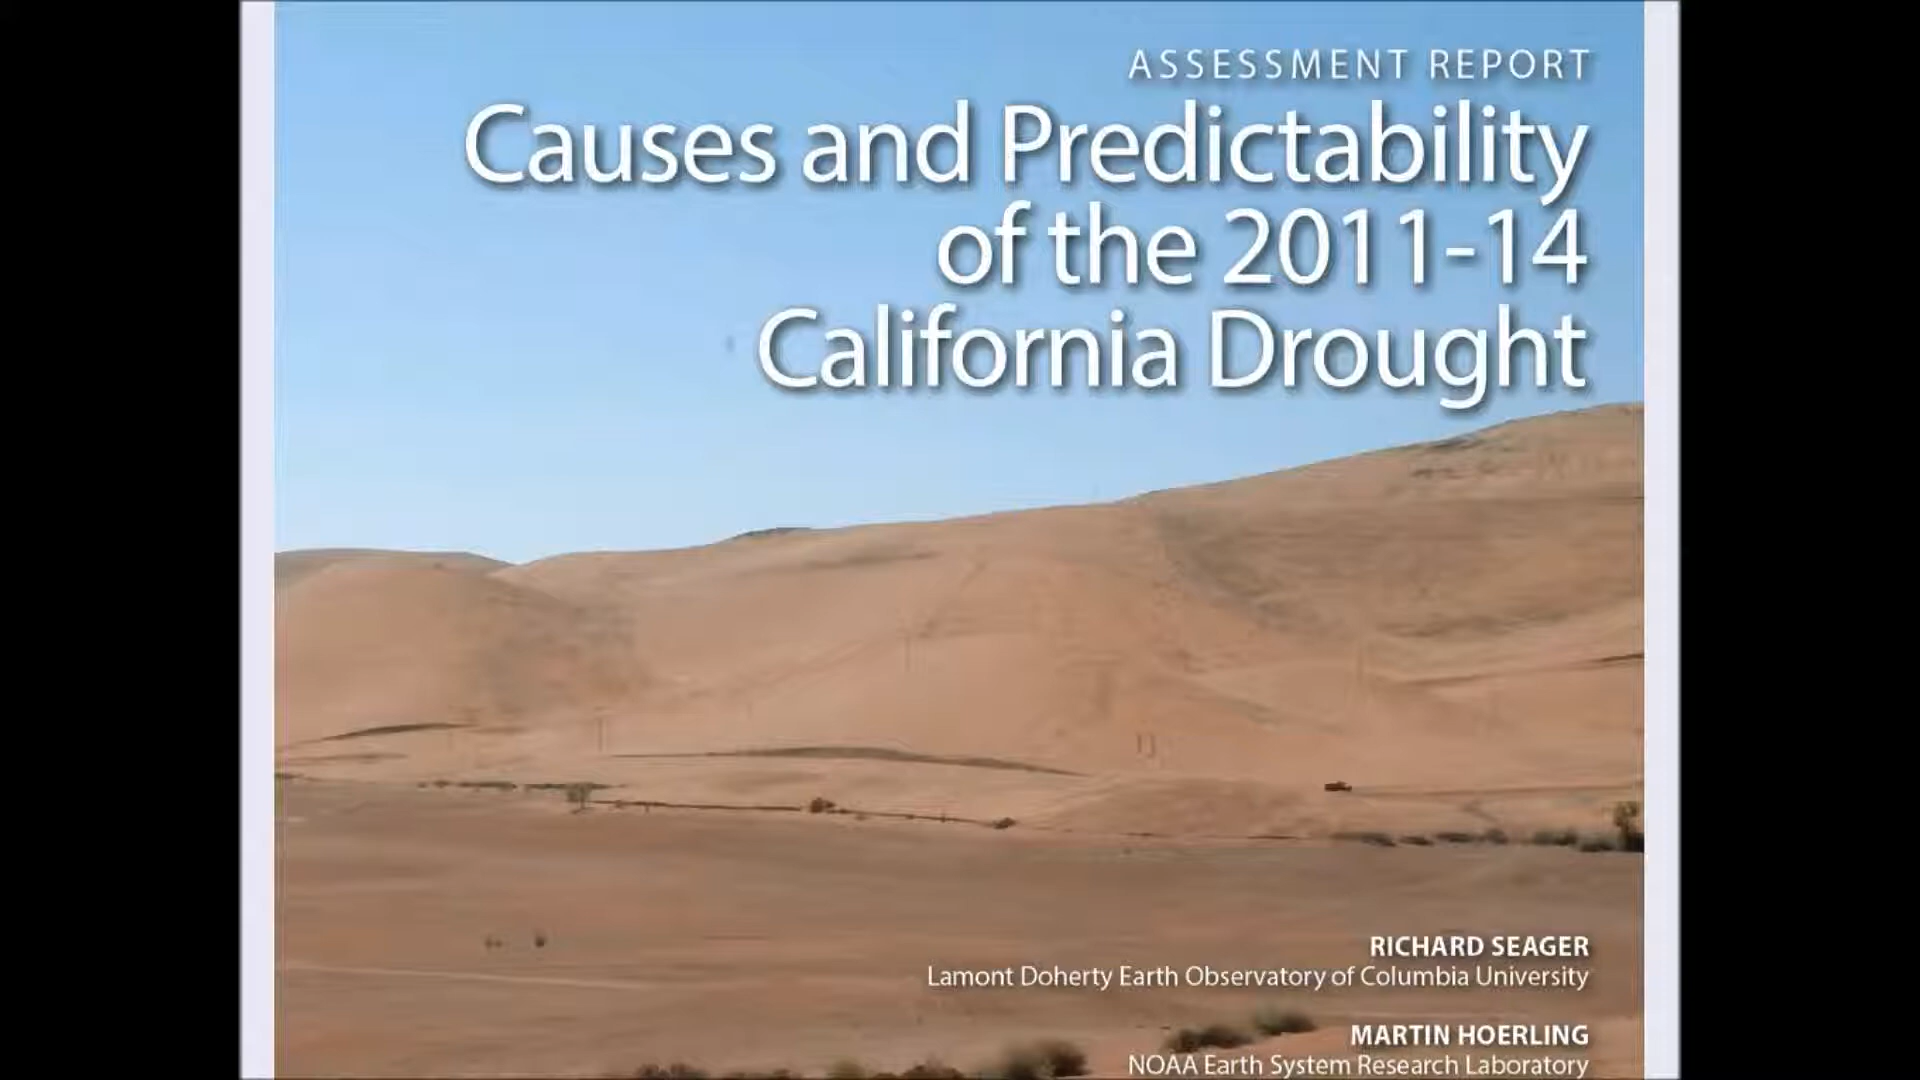 ASSESSMENT REPORT
Causes and Predictability
of the 2011-14
California Drought
RICHARD SEAGER
Lamont Doherty Earth Observatory of Columbia University
MARTIN HOERLING
NOAA Earth System Research Laboratory